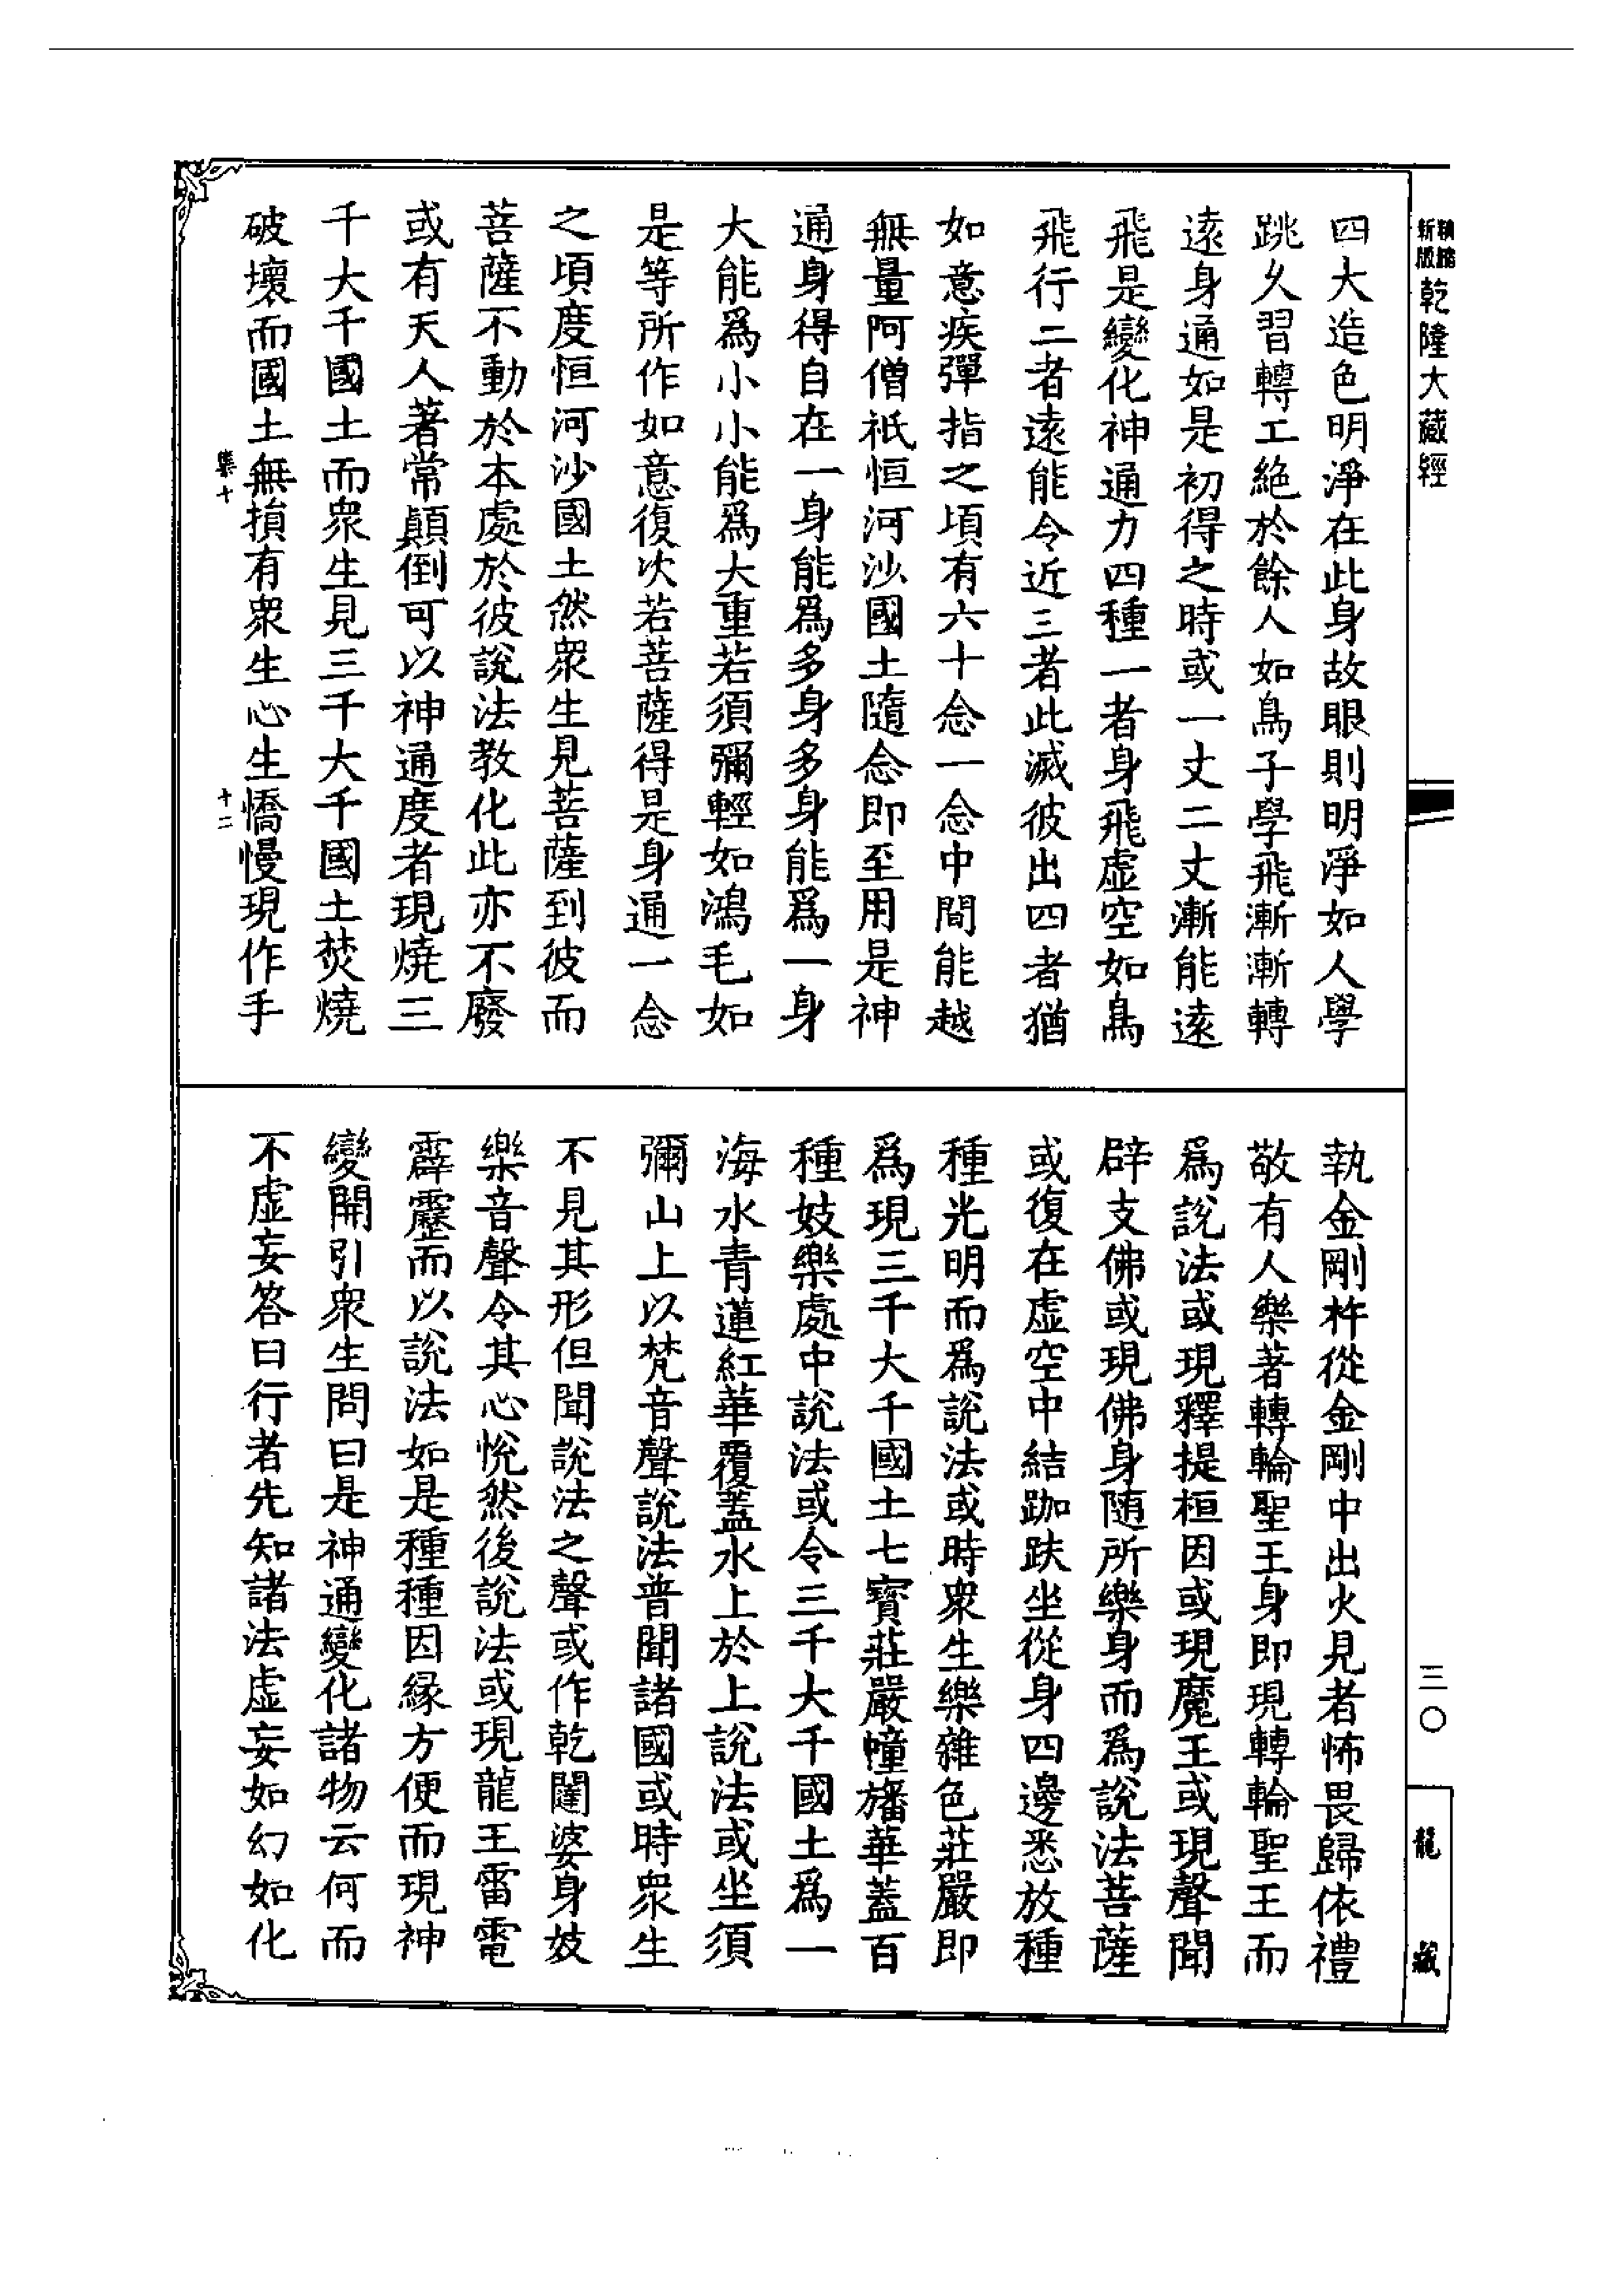 精縮
新版
乾隆大藏經
三〇
龍藏
四大造色明淨在此身故眼則明淨如人學
跳久習轉工絕於餘人如鳥子學飛漸漸轉
遠身通如是初得之時或一丈二丈漸能遠
飛是變化神通力四種一者身飛虛空如鳥
飛行二者遠能令近三者此滅彼出四者猶
如意疾彈指之頃有六十念一念中間能越
無量阿僧祇恒河沙國土隨念即至用是神
通身得自在一身能爲多身多身能爲一身
大能爲小小能爲大重若須彌輕如鴻毛如
是等所作如意復次若菩薩得是身通一念
之頃度恒河沙國土然衆生見菩薩到彼而
菩薩不動於本處於彼說法教化此亦不廢
或有天人著常顛倒可以神通度者現燒三
千大千國土而衆生見三千大千國土焚燒
破壞而國土無損有衆生心生憍慢現作手
集十
十二
執金剛杵從金剛中出火見者怖畏歸依禮
敬有人樂著轉輪聖王身即現轉輪聖王而
爲說法或現釋提桓因或現魔王或現聲聞
辟支佛或現佛身隨所樂身而爲說法菩薩
或復在虛空中結跏趺坐從身四邊悉放種
種光明而爲說法或時衆生樂雜色莊嚴即
爲現三千大千國土七寶莊嚴幢旛華蓋百
種妓樂處中說法或令三千大千國土爲一
海水青蓮紅華覆蓋水上於上說法或坐須
彌山上以梵音聲說法普聞諸國或時衆生
不見其形但聞說法之聲或作乾闥婆身妓
樂音聲令其心悅然後說法或現龍王雷電
霹靂而以說法如是種種因緣方便而現神
變開引衆生問曰是神通變化諸物云何而
不虛妄答曰行者先知諸法虛妄如幻如化